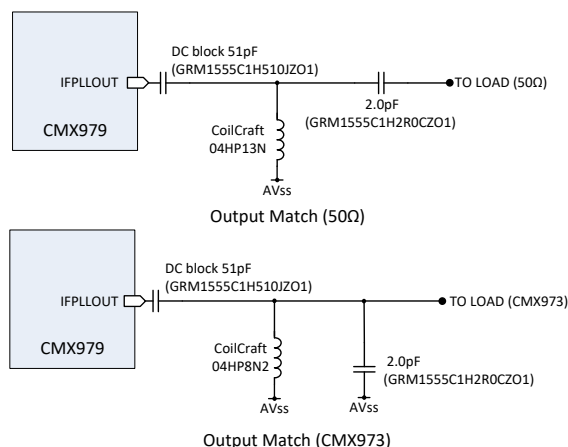 DC block 51pF
(GRM1555C1H510JZO1)
IFPLLOUT
TO LOAD (50Ω)
2.0pF
(GRM1555C1H2R0CZO1)
CMX979
CoilCraft
04HP13N
AVss
Output Match (50Ω)
DC block 51pF
(GRM1555C1H510JZO1)
IFPLLOUT
TO LOAD (CMX973)
CMX979
CoilCraft
04HP8N2
2.0pF
(GRM1555C1H2R0CZO1)
AVss
AVss
Output Match (CMX973)